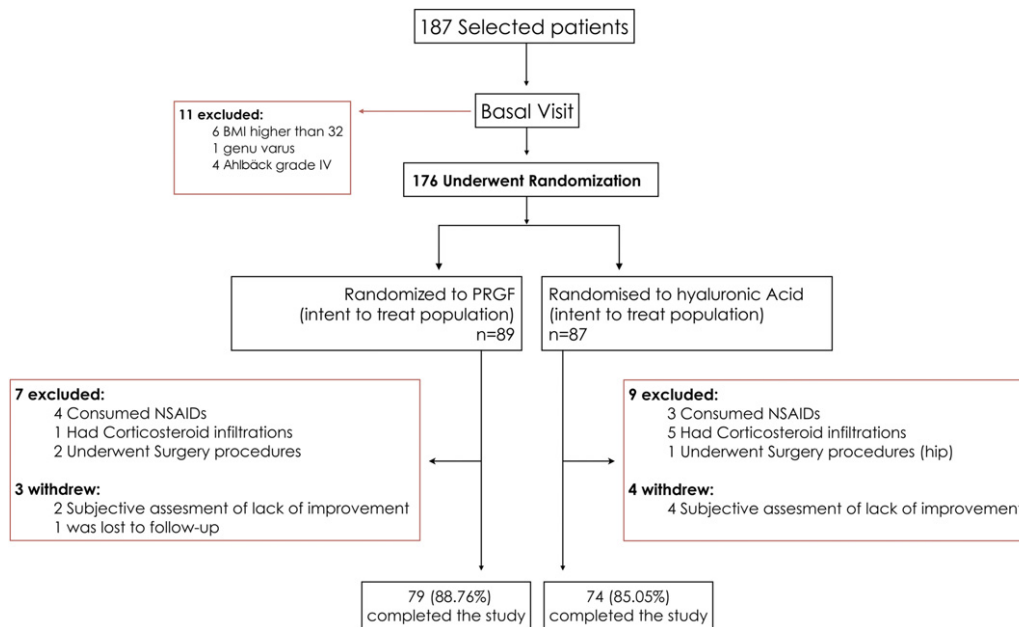 187 Selected patients
Basal Visit
11 excluded:
6 BMI higher than 32
1 genu varus
4 Ahlbäck grade IV
176 Underwent Randomization
Randomized to PRGF
(intent to treat population)
n=89
Randomised to hyaluronic Acid
(intent to treat population)
n=87
7 excluded:
4 Consumed NSAIDs
1 Had Corticosteroid infiltrations
2 Underwent Surgery procedures
3 withdrew:
2 Subjective assesment of lack of improvement
1 was lost to follow-up
9 excluded:
3 Consumed NSAIDs
5 Had Corticosteroid infiltrations
1 Underwent Surgery procedures (hip)
4 withdrew:
4 Subjective assesment of lack of improvement
79 (88.76%)
completed the study
74 (85.05%)
completed the study